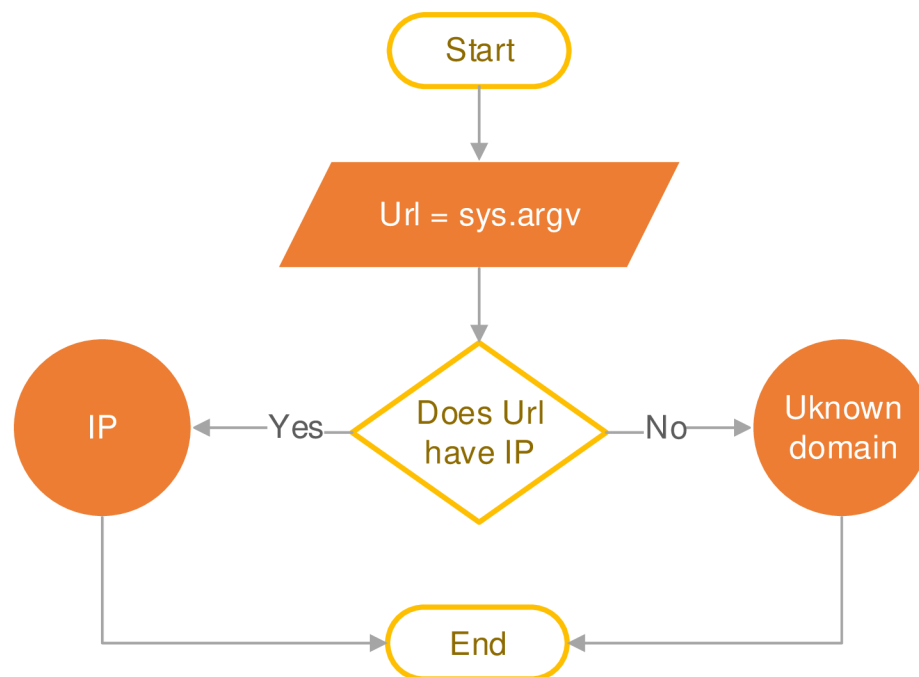 Start
Url = sys.argv
Does Url
have IP
Yes
No
IP
Uknown
domain
End